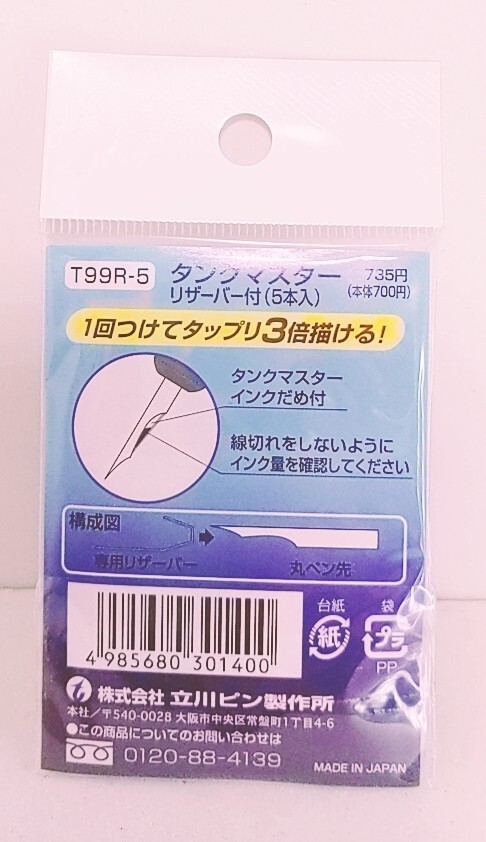 T99R-5 タンクマスター 735円
リザーバー付(5本入) (本体700円)
1回つけてタップリ3倍描ける!
タンクマスター
インクだめ付
線切れをしないように
インク量を確認してください
構成図
専用リザーバー 丸ペン先
台紙 袋
紙 プラ
PP
4 985680 301400
株式会社 立川ピン製作所
本社/〒540-0028 大阪市中央区常盤町1丁目4-6
●この商品についてのお問い合わせは
0120-88-4139
MADE IN JAPAN